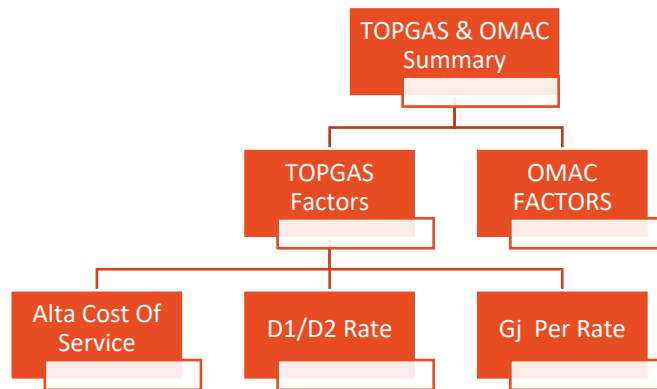 TOPGAS & OMAC
Summary
TOPGAS
Factors
OMAC
FACTORS
Alta Cost Of
Service
D1/D2 Rate
Gj Per Rate